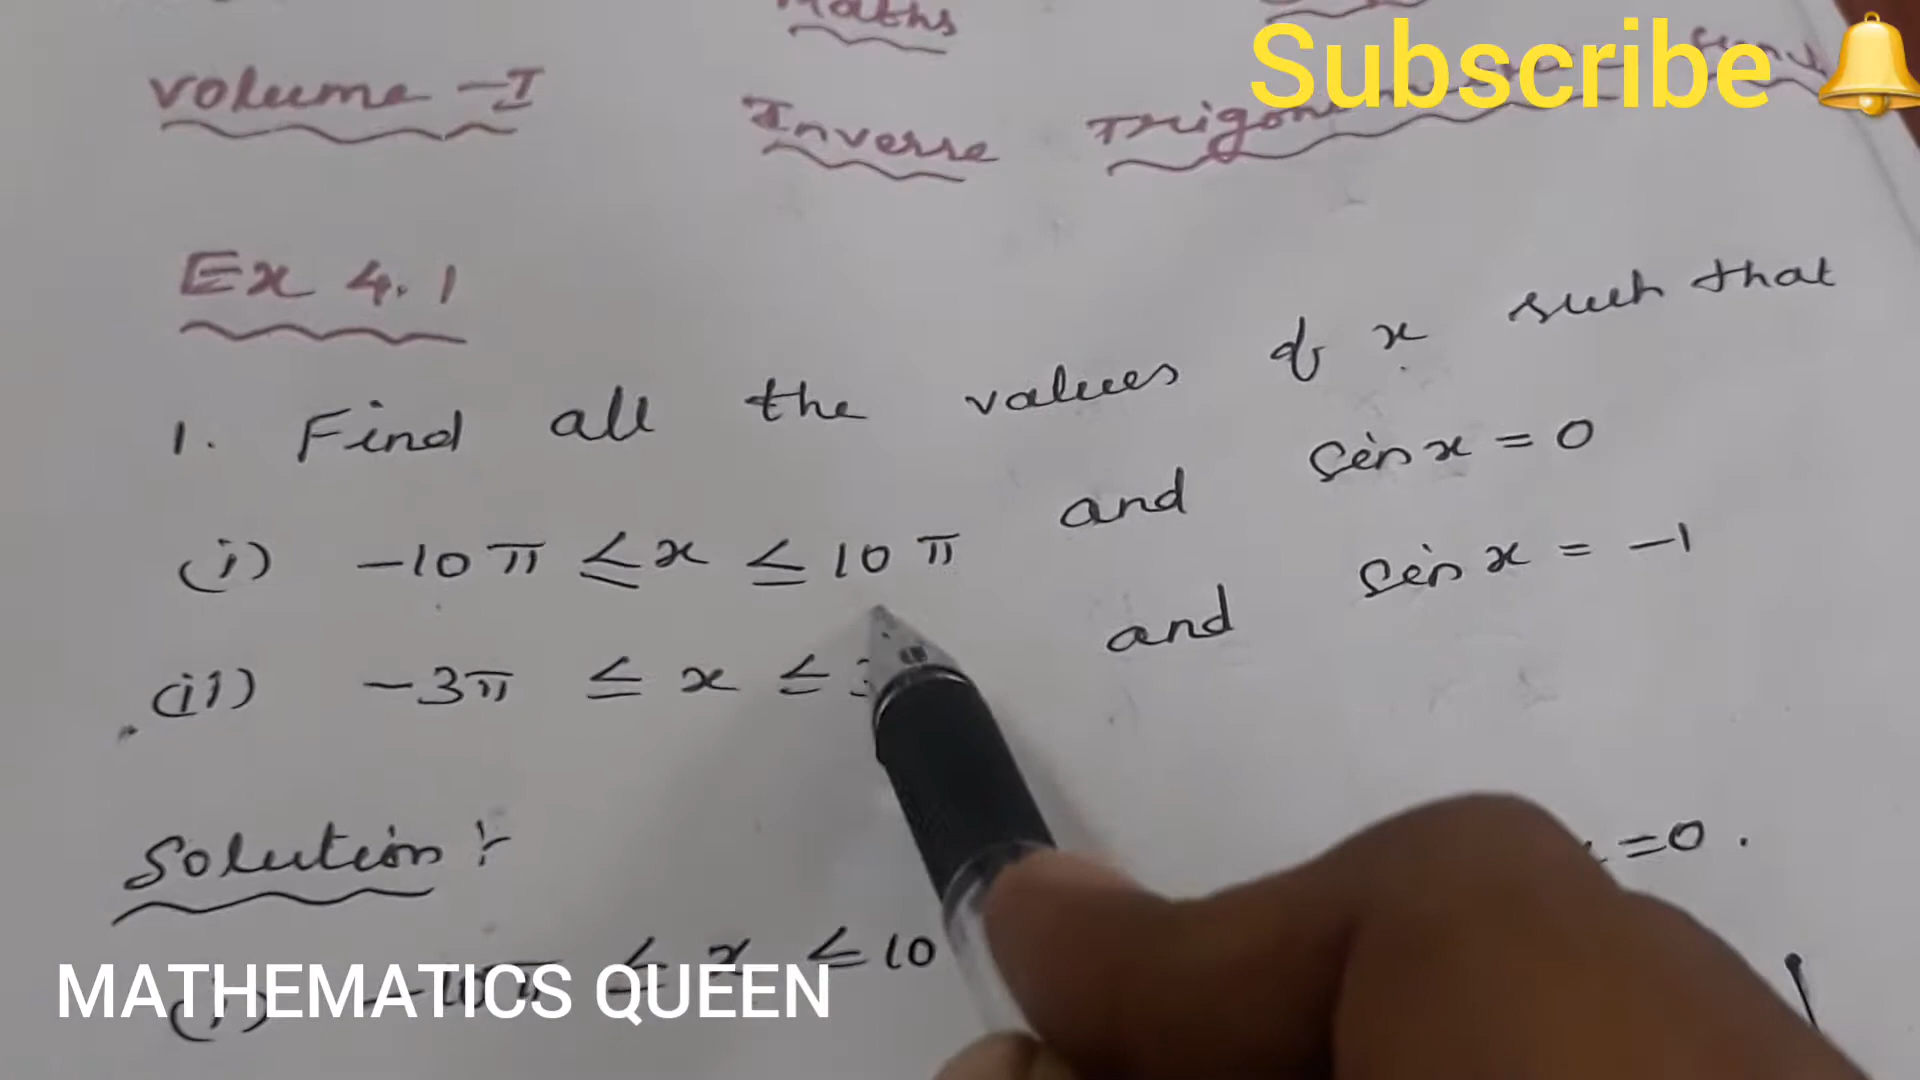 Maths
Subscribe
Volume - I
Inverse
Ex 4.1
1. Find all the values of x such that
(i) -10π ≤ x ≤ 10π and sin x = 0
(ii) -3π ≤ x ≤ and sin x = -1
Solution :-
=0.
(i) -10π ≤ x ≤ 10
MATHEMATICS QUEEN